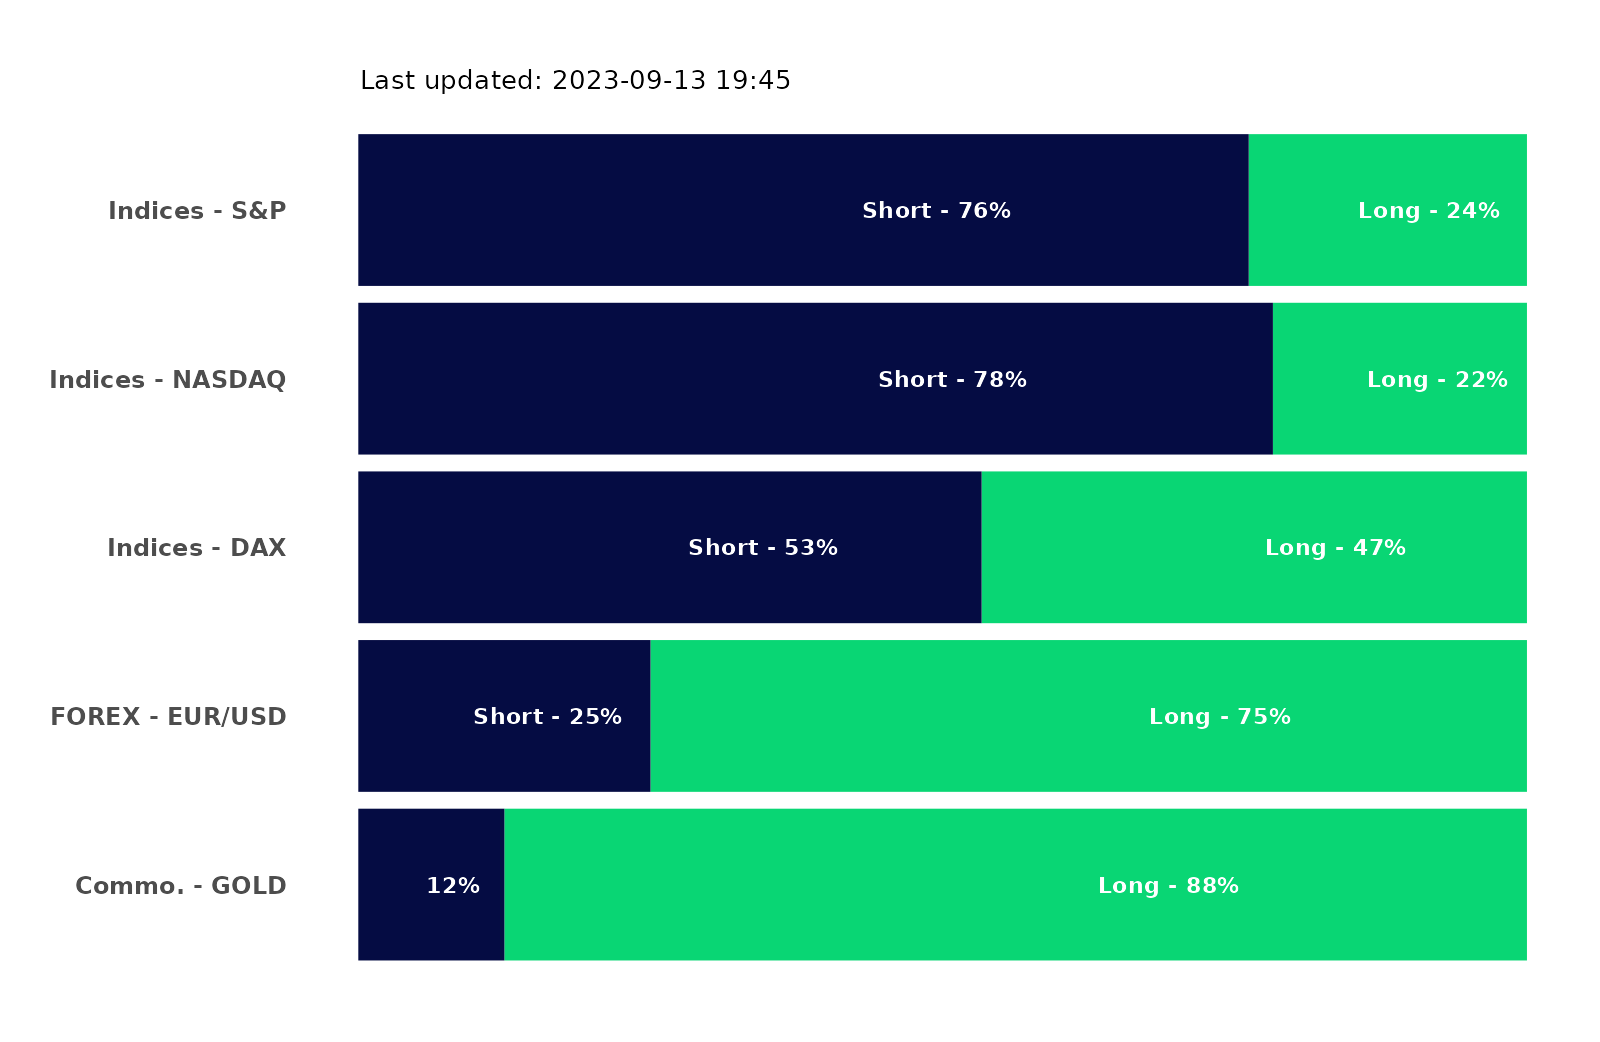 Last updated: 2023-09-13 19:45
Indices - S&P Short - 76% Long - 24%
Indices - NASDAQ Short - 78% Long - 22%
Indices - DAX Short - 53% Long - 47%
FOREX - EUR/USD Short - 25% Long - 75%
Commo. - GOLD 12% Long - 88%